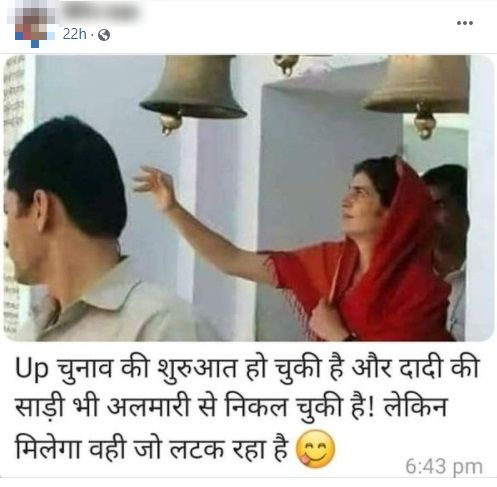 22h
Up चुनाव की शुरुआत हो चुकी है और दादी की
साड़ी भी अलमारी से निकल चुकी है! लेकिन
मिलेगा वही जो लटक रहा है 😋
6:43 pm